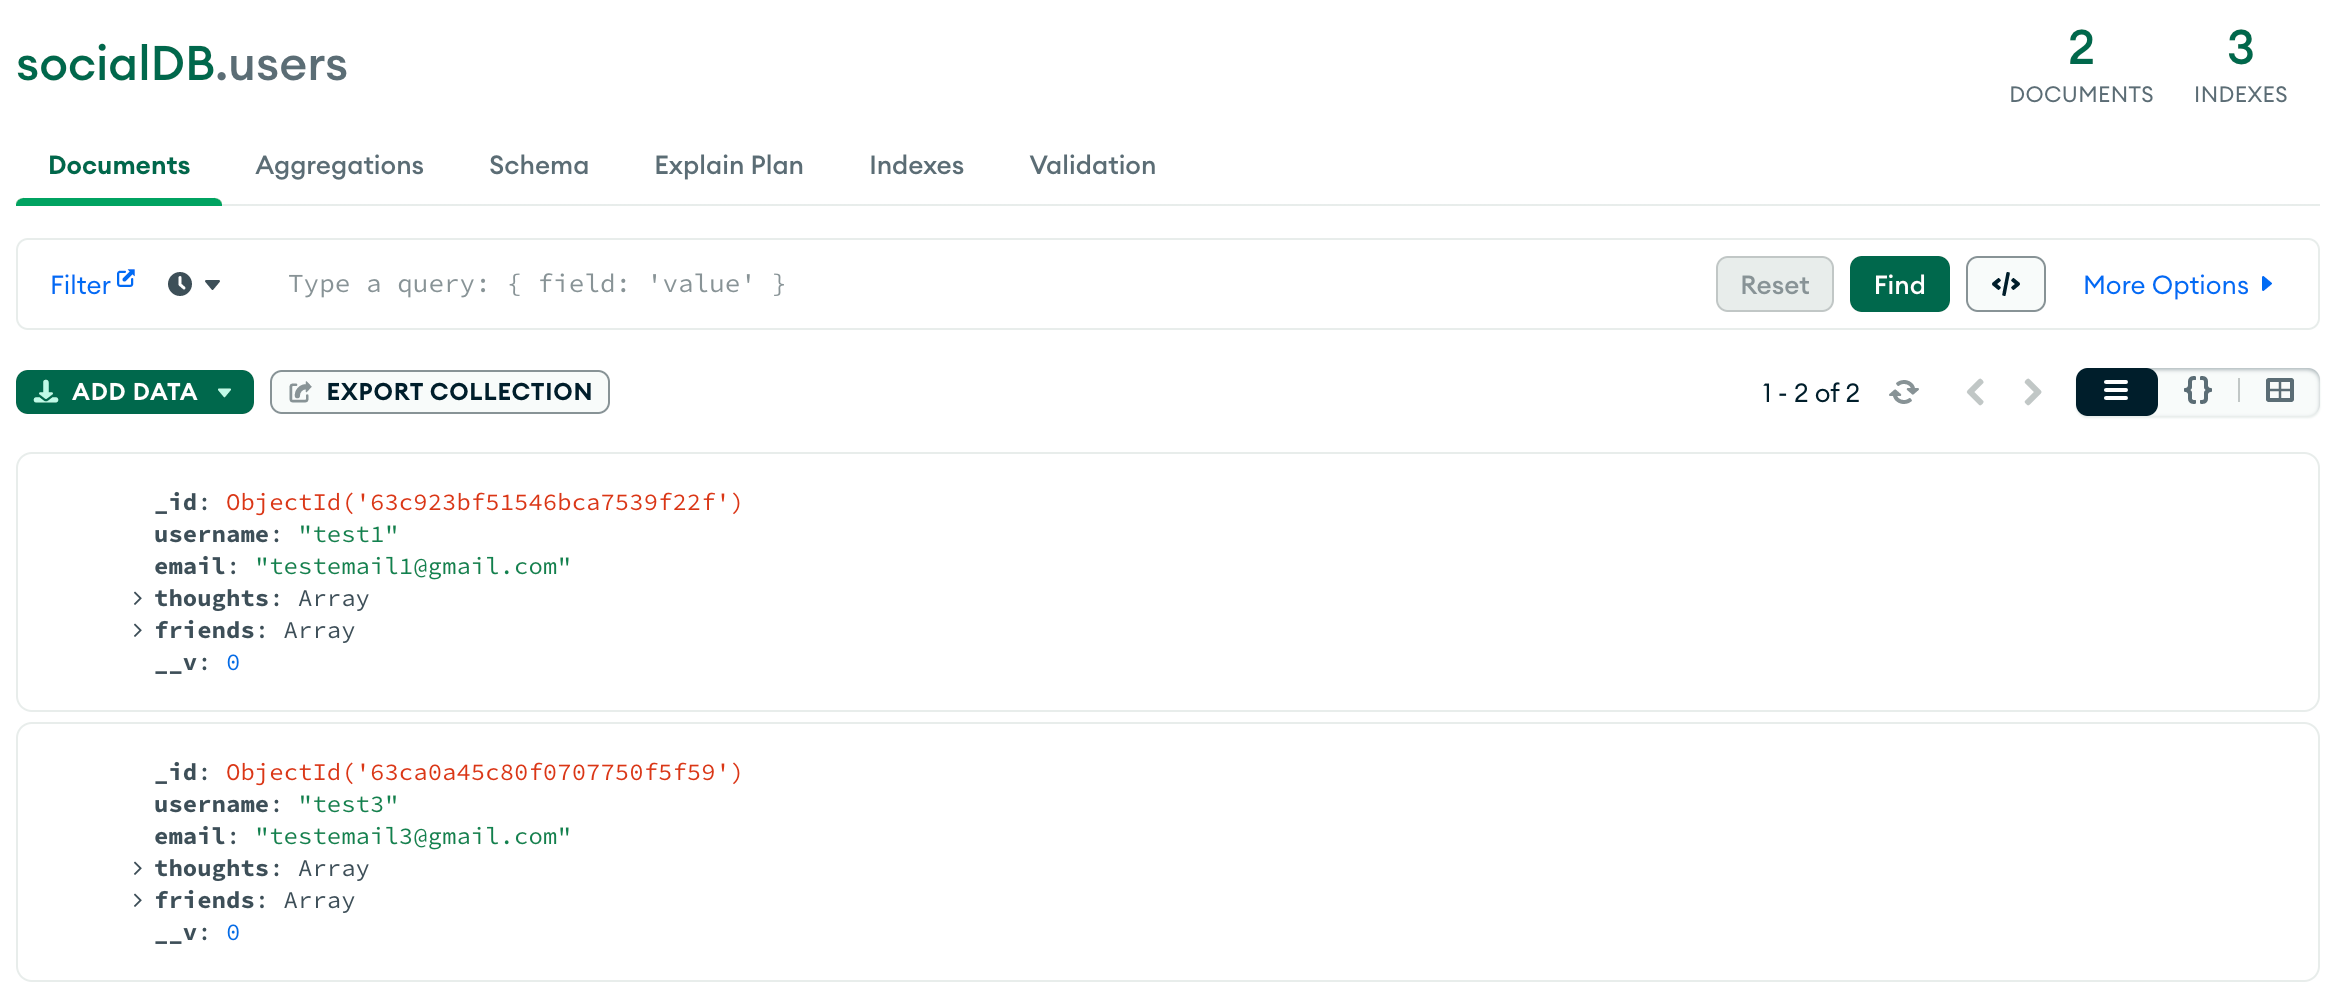 socialDB.users
2
DOCUMENTS
3
INDEXES
Documents Aggregations Schema Explain Plan Indexes Validation
Filter Type a query: { field: 'value' } Reset Find </> More Options
ADD DATA EXPORT COLLECTION 1 - 2 of 2 {}
_id: ObjectId('63c923bf51546bca7539f22f')
username: "test1"
email: "testemail1@gmail.com"
thoughts: Array
friends: Array
__v: 0
_id: ObjectId('63ca0a45c80f0707750f5f59')
username: "test3"
email: "testemail3@gmail.com"
thoughts: Array
friends: Array
__v: 0